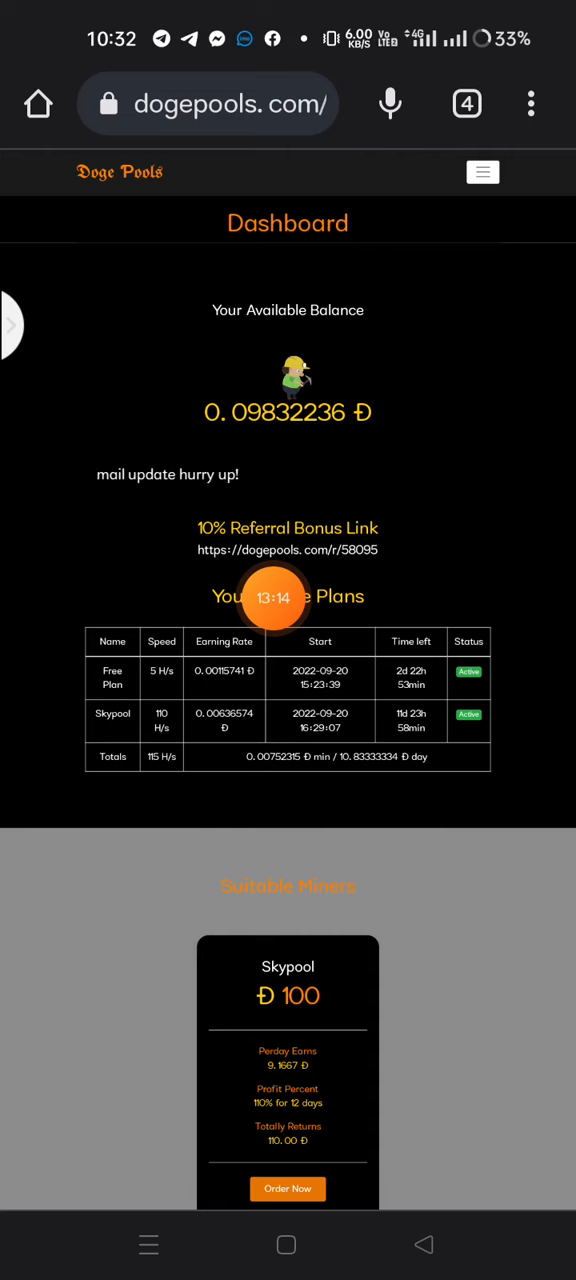 10:32 6.00 KB/S Vo LTE2 4G 33%
dogepools. com/ 4
Doge Pools
Dashboard
Your Available Balance
0. 09832236 Đ
mail update hurry up!
10% Referral Bonus Link
https://dogepools. com/r/58095
You 13:14 e Plans
Name Speed Earning Rate Start Time left Status
Free Plan 5 H/s 0. 00115741 Đ 2022-09-20 15:23:39 2d 22h 53min Active
Skypool 110 H/s 0. 00636574 Đ 2022-09-20 16:29:07 11d 23h 58min Active
Totals 115 H/s 0. 00752315 Đ min / 10. 83333334 Đ day
Suitable Miners
Skypool
Đ 100
Perday Earns
9. 1667 Đ
Profit Percent
110% for 12 days
Totally Returns
110. 00 Đ
Order Now